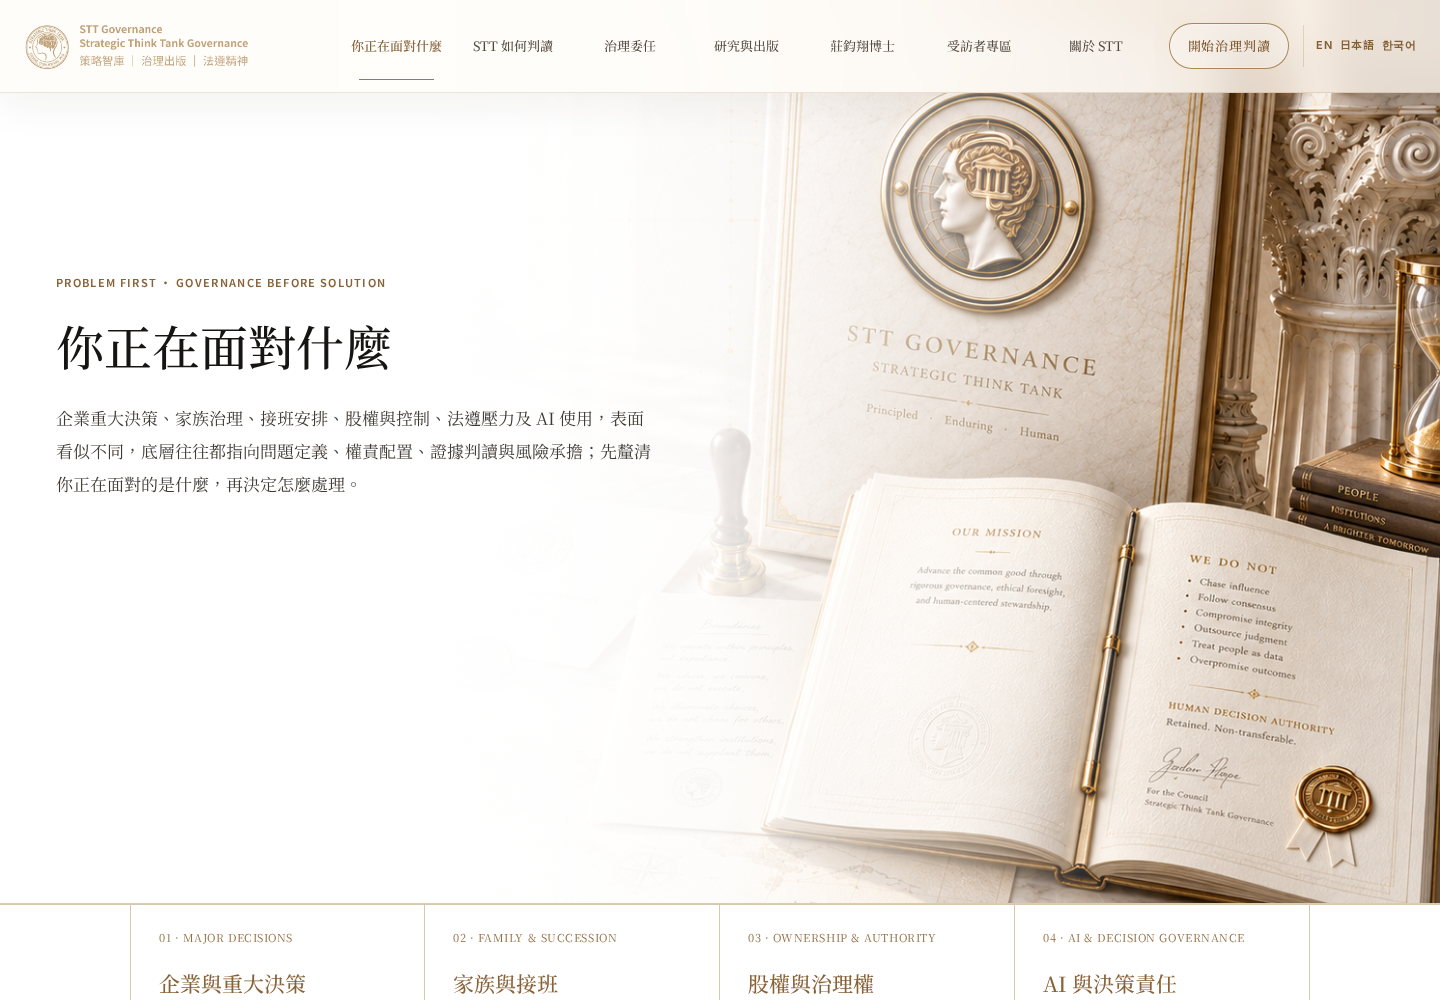 STT Governance
Strategic Think Tank Governance
策略智庫 | 治理出版 | 法遵精神
你正在面對什麼
STT 如何判讀
治理委任
研究與出版
莊鈞翔博士
受訪者專區
關於 STT
開始治理判讀
EN 日本語 한국어
PROBLEM FIRST • GOVERNANCE BEFORE SOLUTION
你正在面對什麼
企業重大決策、家族治理、接班安排、股權與控制、法遵壓力及 AI 使用，表面
看似不同，底層往往都指向問題定義、權責配置、證據判讀與風險承擔；先釐清
你正在面對的是什麼，再決定怎麼處理。
STT GOVERNANCE
STRATEGIC THINK TANK
Principled · Enduring · Human
PEOPLE
INSTITUTIONS
A BRIGHTER TOMORROW
OUR MISSION
Advance the common good through
rigorous governance, ethical foresight,
and human-centered stewardship.
WE DO NOT
• Chase influence
• Follow consensus
• Compromise integrity
• Outsource judgment
• Treat people as data
• Overpromise outcomes
HUMAN DECISION AUTHORITY
Retained. Non-transferable.
For the Council
Strategic Think Tank Governance
01 · MAJOR DECISIONS
企業與重大決策
02 · FAMILY & SUCCESSION
家族與接班
03 · OWNERSHIP & AUTHORITY
股權與治理權
04 · AI & DECISION GOVERNANCE
AI 與決策責任